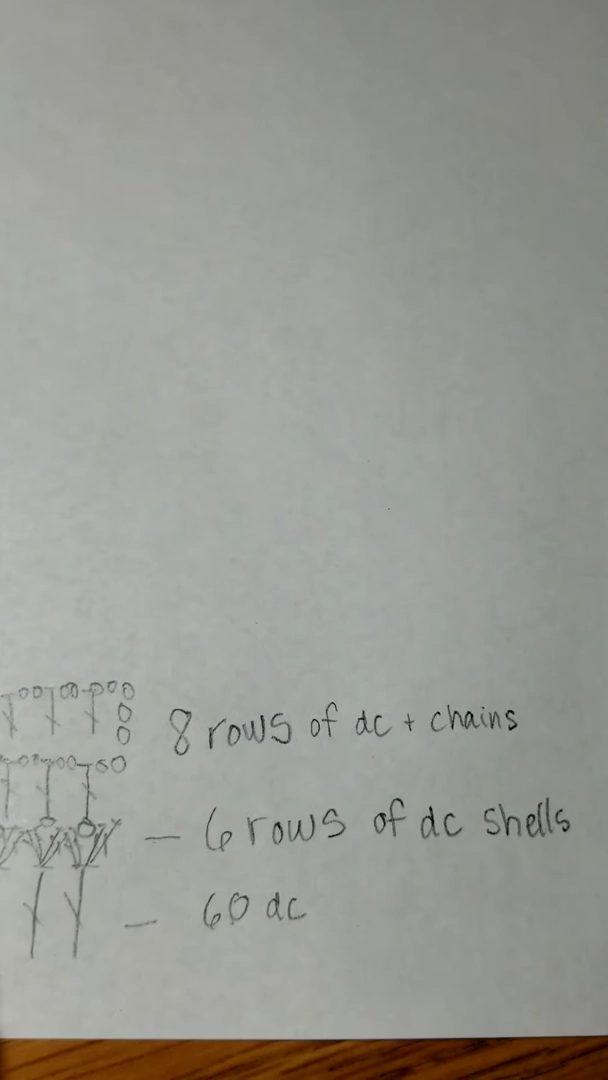 8 rows of dc + chains
— 6 rows of dc shells
— 60 dc